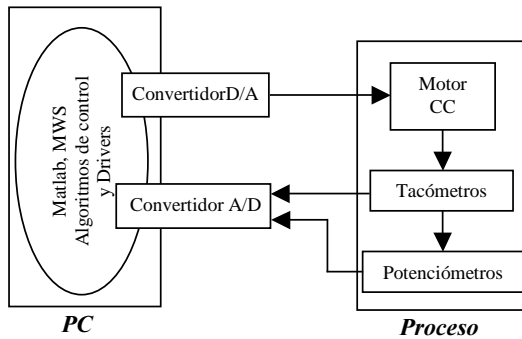 Matlab, MWS
Algoritmos de control
y Drivers
ConvertidorD/A
Convertidor A/D
PC
Motor
CC
Tacómetros
Potenciómetros
Proceso